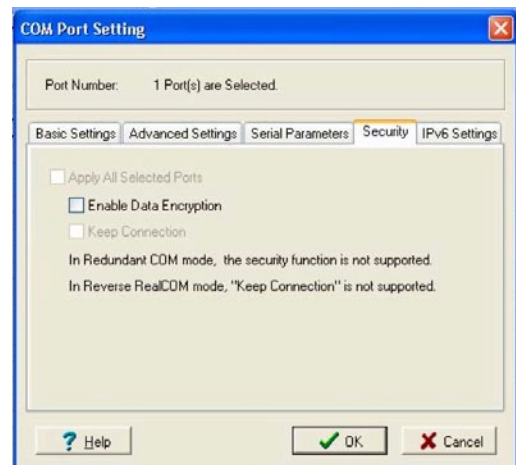 COM Port Setting
Port Number: 1 Port(s) are Selected.
Basic Settings Advanced Settings Serial Parameters Security IPv6 Settings
Apply All Selected Ports
Enable Data Encryption
Keep Connection
In Redundant COM mode, the security function is not supported.
In Reverse RealCOM mode, "Keep Connection" is not supported.
? Help OK Cancel